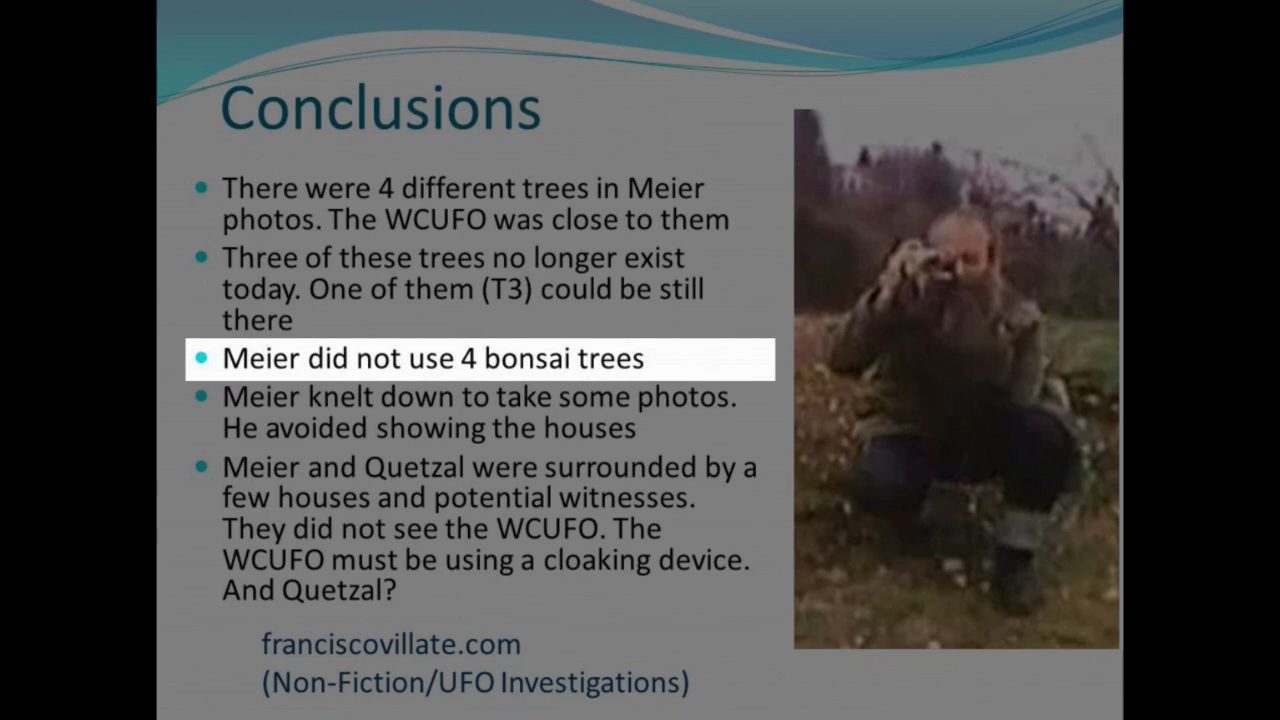 Conclusions
There were 4 different trees in Meier
photos. The WCUFO was close to them
Three of these trees no longer exist
today. One of them (T3) could be still
there
Meier did not use 4 bonsai trees
Meier knelt down to take some photos.
He avoided showing the houses
Meier and Quetzal were surrounded by a
few houses and potential witnesses.
They did not see the WCUFO. The
WCUFO must be using a cloaking device.
And Quetzal?
franciscovillate.com
(Non-Fiction/UFO Investigations)